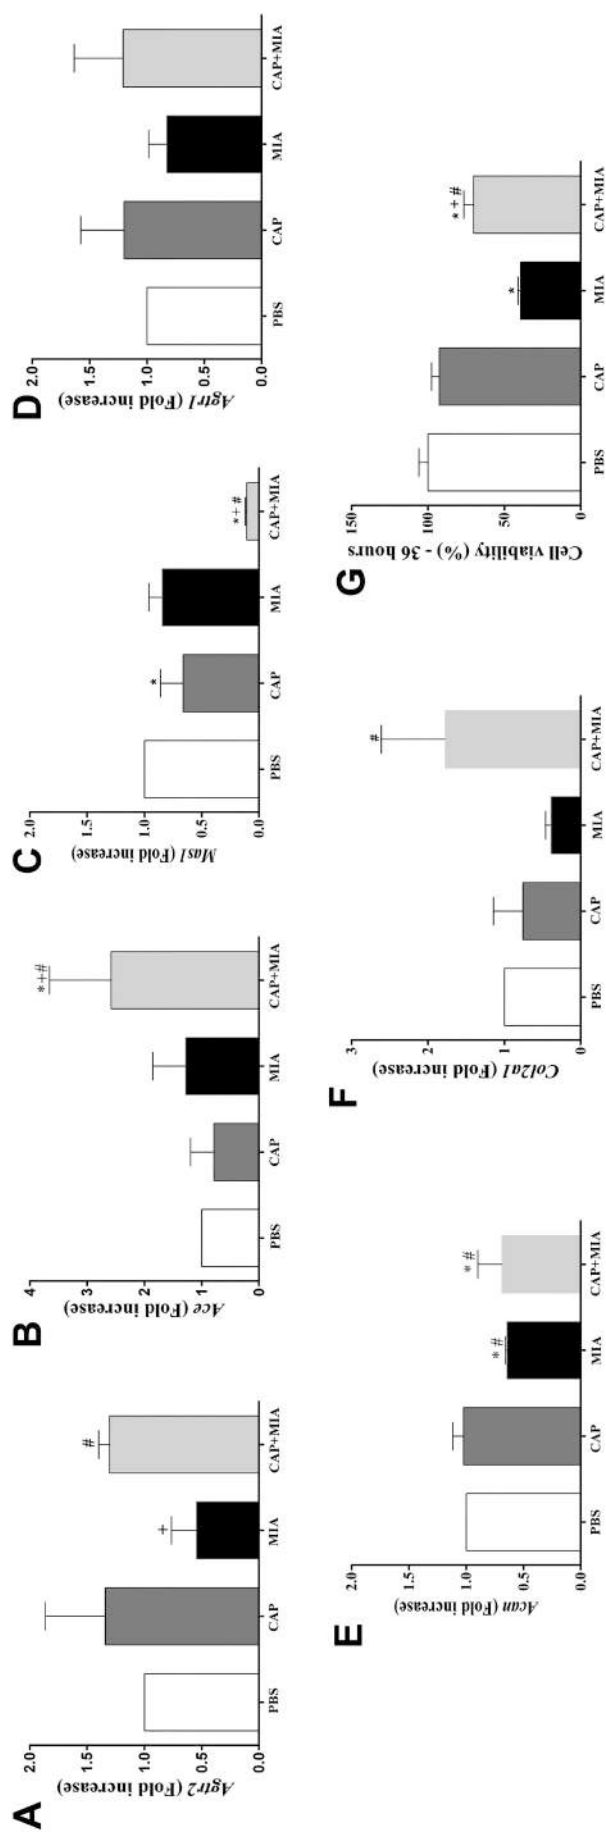 A
Agtr2 (Fold increase)
2.0
1.5
1.0
0.5
0.0
+
#
PBS
CAP
MIA
CAP+MIA
B
Ace (Fold increase)
4
3
2
1
0
*+#
PBS
CAP
MIA
CAP+MIA
C
Mas1 (Fold increase)
2.0
1.5
1.0
0.5
0.0
*
*+#
PBS
CAP
MIA
CAP+MIA
D
Agtr1 (Fold increase)
2.0
1.5
1.0
0.5
0.0
PBS
CAP
MIA
CAP+MIA
E
Acan (Fold increase)
2.0
1.5
1.0
0.5
0.0
* #
* #
PBS
CAP
MIA
CAP+MIA
F
Col2a1 (Fold increase)
3
2
1
0
#
PBS
CAP
MIA
CAP+MIA
G
Cell viability (%) - 36 hours
150
100
50
0
*
* + #
PBS
CAP
MIA
CAP+MIA